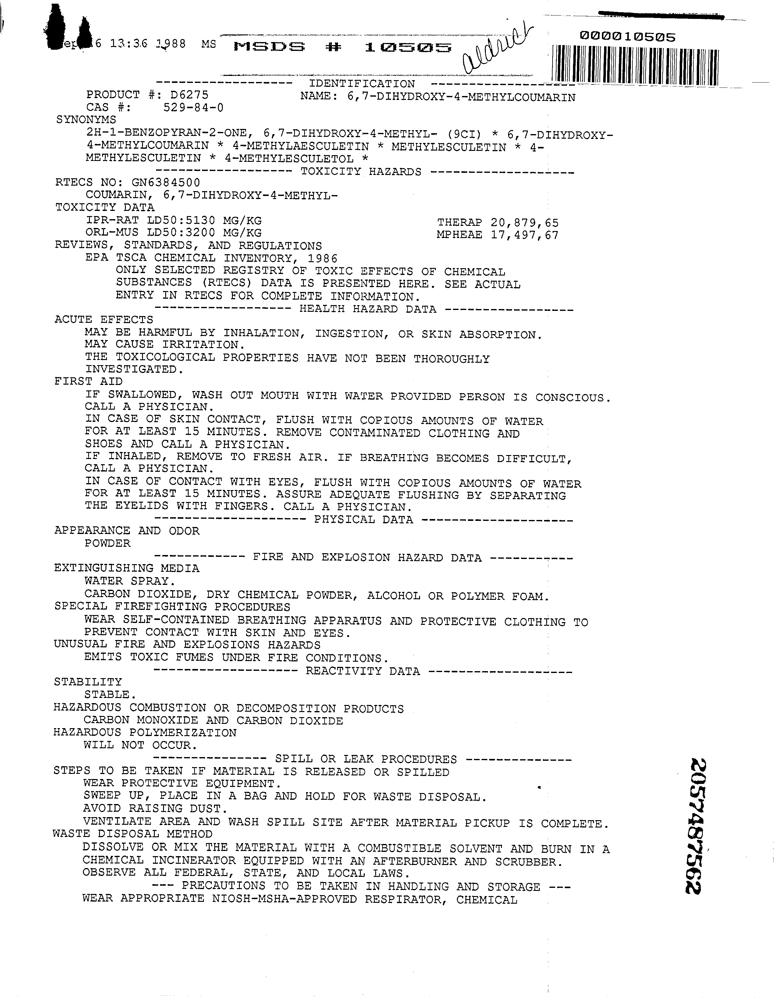 6 13:36 1988 MS MSDS # 10505 aldrich 000010505
------------------ IDENTIFICATION ------------------
PRODUCT #: D6275 NAME: 6,7-DIHYDROXY-4-METHYLCOUMARIN
CAS #: 529-84-0
SYNONYMS
2H-1-BENZOPYRAN-2-ONE, 6,7-DIHYDROXY-4-METHYL- (9CI) * 6,7-DIHYDROXY-
4-METHYLCOUMARIN * 4-METHYLAESCULETIN * METHYLESCULETIN * 4-
METHYLESCULETIN * 4-METHYLESCULETOL *
------------------ TOXICITY HAZARDS -------------------
RTECS NO: GN6384500
COUMARIN, 6,7-DIHYDROXY-4-METHYL-
TOXICITY DATA
IPR-RAT LD50:5130 MG/KG THERAP 20,879,65
ORL-MUS LD50:3200 MG/KG MPHEAE 17,497,67
REVIEWS, STANDARDS, AND REGULATIONS
EPA TSCA CHEMICAL INVENTORY, 1986
ONLY SELECTED REGISTRY OF TOXIC EFFECTS OF CHEMICAL
SUBSTANCES (RTECS) DATA IS PRESENTED HERE. SEE ACTUAL
ENTRY IN RTECS FOR COMPLETE INFORMATION.
------------------ HEALTH HAZARD DATA -----------------
ACUTE EFFECTS
MAY BE HARMFUL BY INHALATION, INGESTION, OR SKIN ABSORPTION.
MAY CAUSE IRRITATION.
THE TOXICOLOGICAL PROPERTIES HAVE NOT BEEN THOROUGHLY
INVESTIGATED.
FIRST AID
IF SWALLOWED, WASH OUT MOUTH WITH WATER PROVIDED PERSON IS CONSCIOUS.
CALL A PHYSICIAN.
IN CASE OF SKIN CONTACT, FLUSH WITH COPIOUS AMOUNTS OF WATER
FOR AT LEAST 15 MINUTES. REMOVE CONTAMINATED CLOTHING AND
SHOES AND CALL A PHYSICIAN.
IF INHALED, REMOVE TO FRESH AIR. IF BREATHING BECOMES DIFFICULT,
CALL A PHYSICIAN.
IN CASE OF CONTACT WITH EYES, FLUSH WITH COPIOUS AMOUNTS OF WATER
FOR AT LEAST 15 MINUTES. ASSURE ADEQUATE FLUSHING BY SEPARATING
THE EYELIDS WITH FINGERS. CALL A PHYSICIAN.
-------------------- PHYSICAL DATA --------------------
APPEARANCE AND ODOR
POWDER
------------ FIRE AND EXPLOSION HAZARD DATA -----------
EXTINGUISHING MEDIA
WATER SPRAY.
CARBON DIOXIDE, DRY CHEMICAL POWDER, ALCOHOL OR POLYMER FOAM.
SPECIAL FIREFIGHTING PROCEDURES
WEAR SELF-CONTAINED BREATHING APPARATUS AND PROTECTIVE CLOTHING TO
PREVENT CONTACT WITH SKIN AND EYES.
UNUSUAL FIRE AND EXPLOSIONS HAZARDS
EMITS TOXIC FUMES UNDER FIRE CONDITIONS.
------------------- REACTIVITY DATA -------------------
STABILITY
STABLE.
HAZARDOUS COMBUSTION OR DECOMPOSITION PRODUCTS
CARBON MONOXIDE AND CARBON DIOXIDE
HAZARDOUS POLYMERIZATION
WILL NOT OCCUR.
--------------- SPILL OR LEAK PROCEDURES --------------
STEPS TO BE TAKEN IF MATERIAL IS RELEASED OR SPILLED
WEAR PROTECTIVE EQUIPMENT.
SWEEP UP, PLACE IN A BAG AND HOLD FOR WASTE DISPOSAL.
AVOID RAISING DUST.
VENTILATE AREA AND WASH SPILL SITE AFTER MATERIAL PICKUP IS COMPLETE.
WASTE DISPOSAL METHOD
DISSOLVE OR MIX THE MATERIAL WITH A COMBUSTIBLE SOLVENT AND BURN IN A
CHEMICAL INCINERATOR EQUIPPED WITH AN AFTERBURNER AND SCRUBBER.
OBSERVE ALL FEDERAL, STATE, AND LOCAL LAWS.
--- PRECAUTIONS TO BE TAKEN IN HANDLING AND STORAGE ---
WEAR APPROPRIATE NIOSH-MSHA-APPROVED RESPIRATOR, CHEMICAL
2057487562